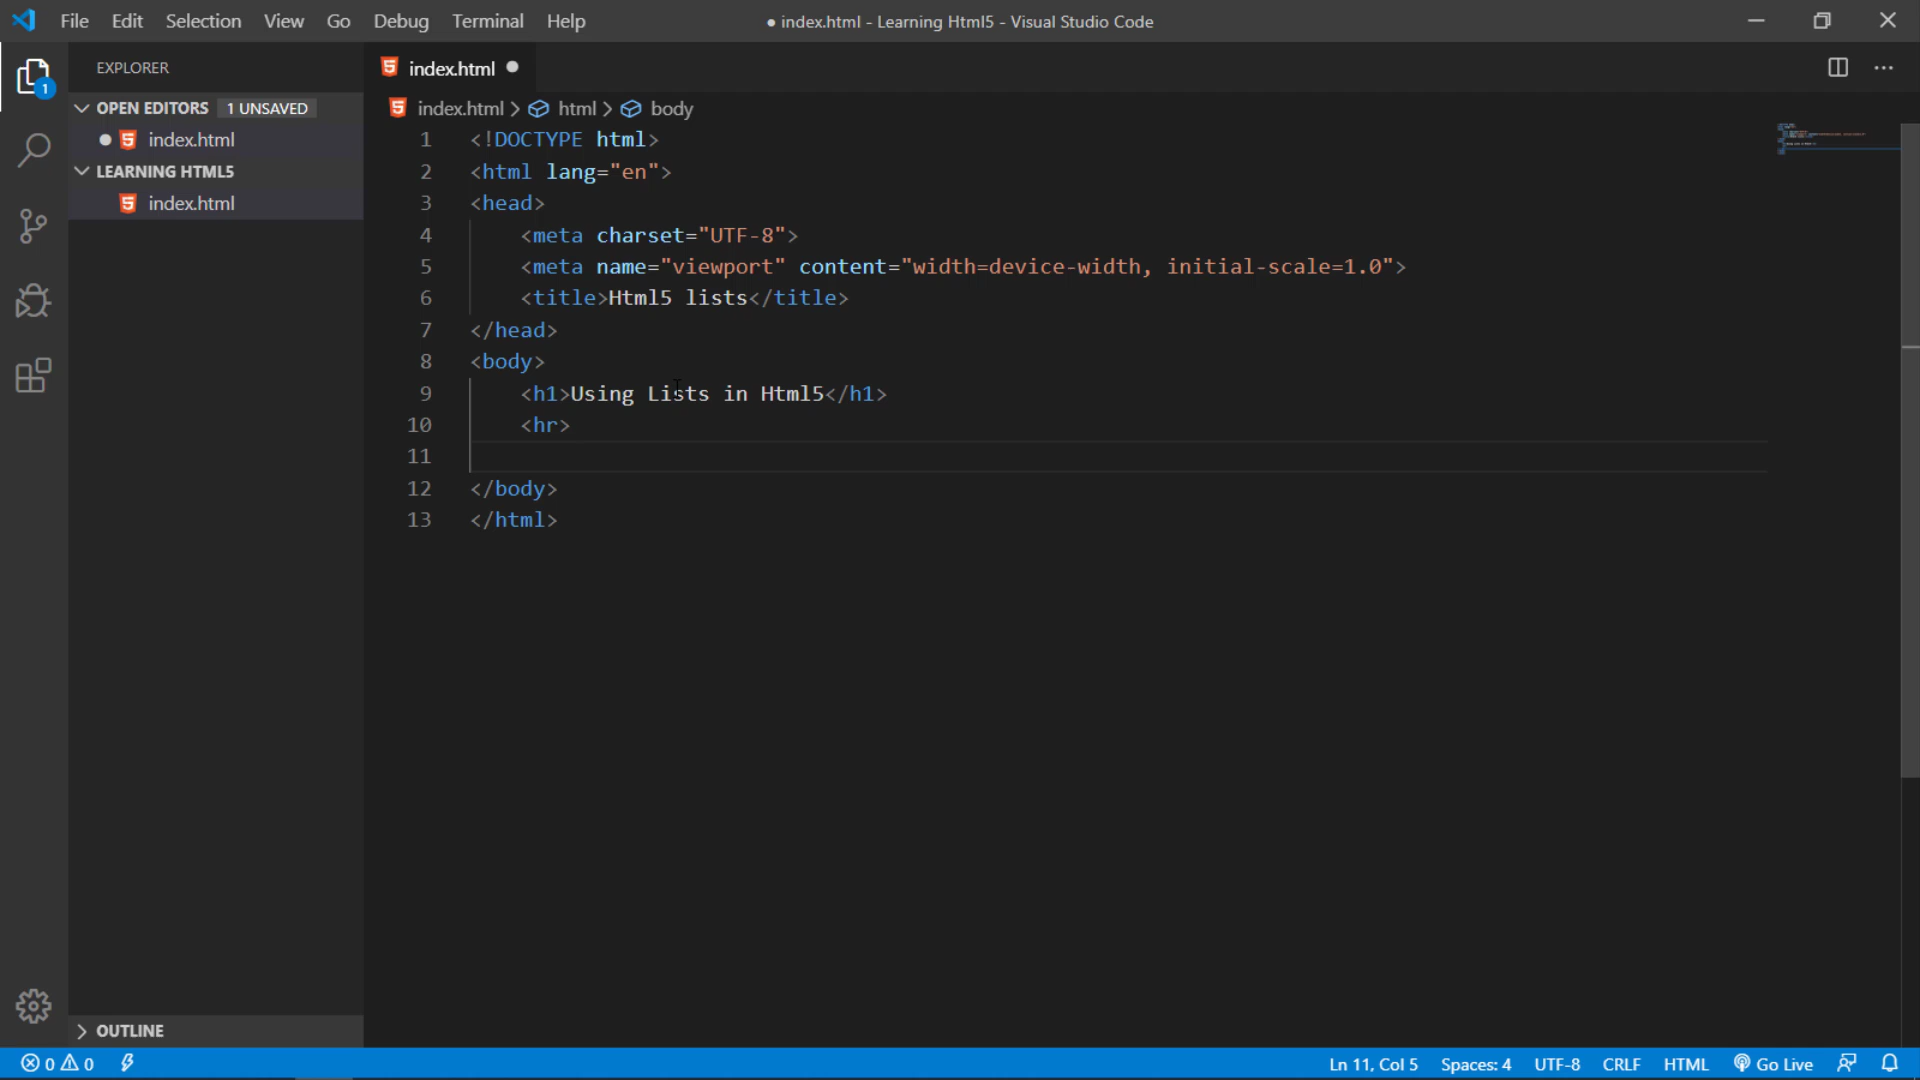 File Edit Selection View Go Debug Terminal Help
● index.html - Learning Html5 - Visual Studio Code
1
EXPLORER
OPEN EDITORS 1 UNSAVED
index.html
LEARNING HTML5
index.html
OUTLINE
index.html
index.html > html > body
1 <!DOCTYPE html>
2 <html lang="en">
3 <head>
4 <meta charset="UTF-8">
5 <meta name="viewport" content="width=device-width, initial-scale=1.0">
6 <title>Html5 lists</title>
7 </head>
8 <body>
9 <h1>Using Lists in Html5</h1>
10 <hr>
11
12 </body>
13 </html>
0 0 Ln 11, Col 5 Spaces: 4 UTF-8 CRLF HTML Go Live